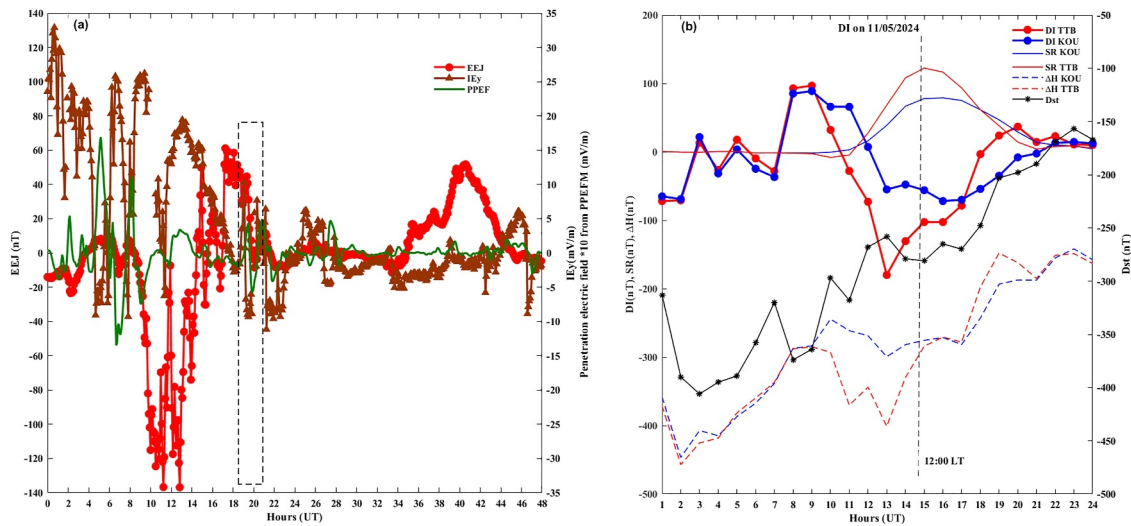 (a)
140
120
100
80
60
40
20
0
-20
-40
-60
-80
-100
-120
-140
EEJ (nT)
EEJ
IEy
PPEF
35
30
25
20
15
10
5
0
-5
-10
-15
-20
-25
-30
-35
IEy(mV/m)
Penetration electric field *10 from PPEFM (mV/m)
0 2 4 6 8 10 12 14 16 18 20 22 24 26 28 30 32 34 36 38 40 42 44 46 48
Hours (UT)
(b)
DI on 11/05/2024
200
100
0
-100
-200
-300
-400
-500
DI(nT), SR(nT), ΔH(nT)
DI TTB
DI KOU
SR KOU
SR TTB
ΔH KOU
ΔH TTB
Dst
12:00 LT
-50
-100
-150
-200
-250
-300
-350
-400
-450
-500
Dst (nT)
1 2 3 4 5 6 7 8 9 10 11 12 13 14 15 16 17 18 19 20 21 22 23 24
Hours (UT)